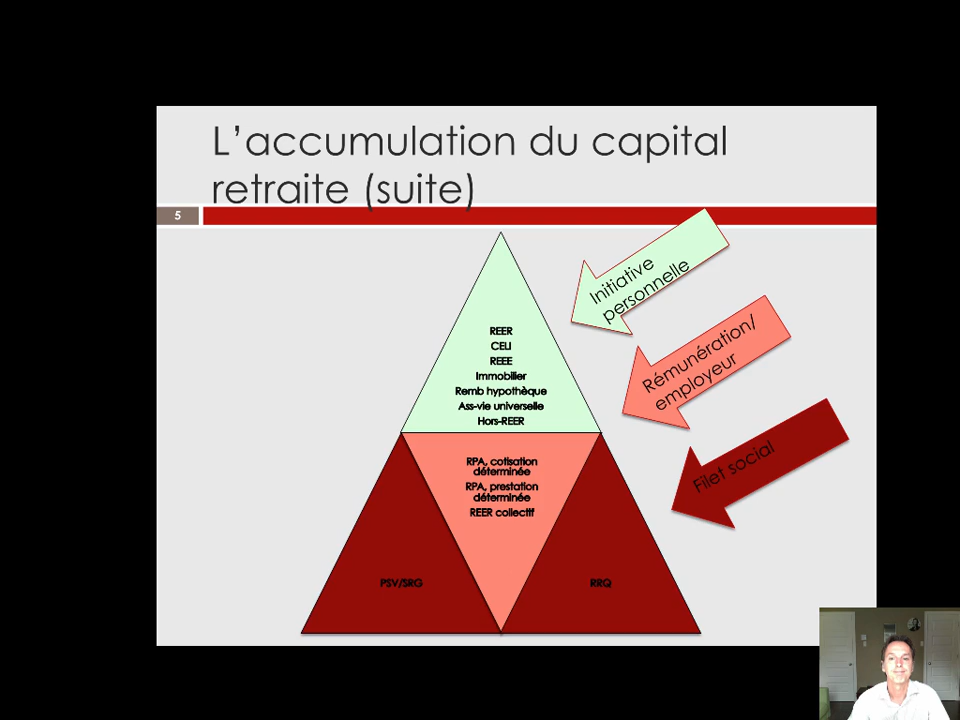 L'accumulation du capital
retraite (suite)
5
Initiative
personnelle
Rémunération/
employeur
Filet social
REER
CELI
REEE
Immobilier
Remb hypothèque
Ass-vie universelle
Hors-REER
RPA, cotisation
déterminée
RPA, prestation
déterminée
REER collectif
PSV/SRG
RRQ